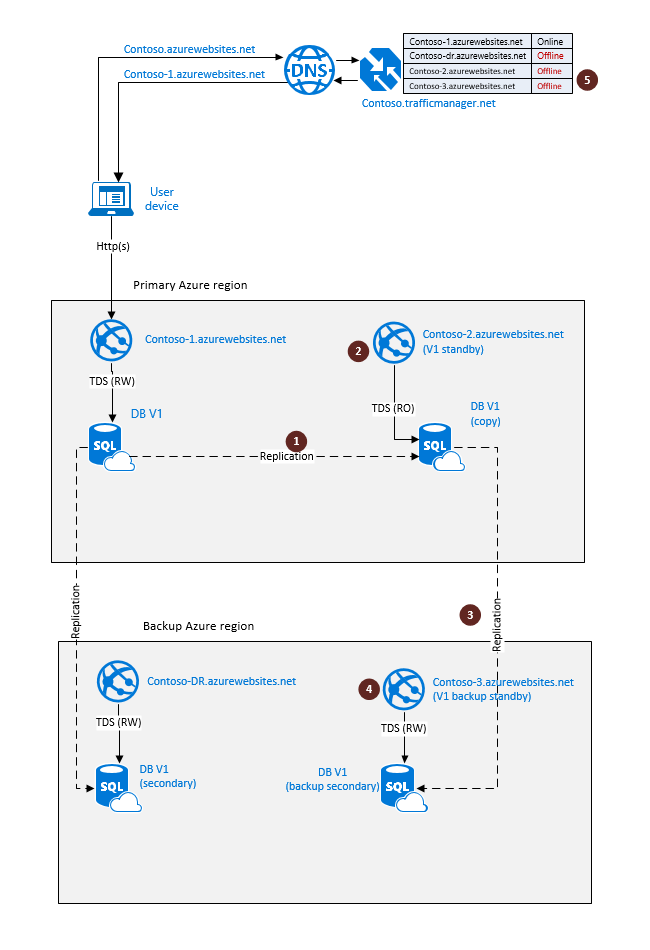 Contoso.azurewebsites.net
Contoso-1.azurewebsites.net
DNS
Contoso-1.azurewebsites.net Online
Contoso-dr.azurewebsites.net Offline
Contoso-2.azurewebsites.net Offline
Contoso-3.azurewebsites.net Offline
5
Contoso.trafficmanager.net
User
device
Http(s)
Primary Azure region
Contoso-1.azurewebsites.net
2
Contoso-2.azurewebsites.net
(V1 standby)
TDS (RW)
TDS (RO)
DB V1
SQL
DB V1
(copy)
SQL
1
Replication
Replication
3
Replication
Backup Azure region
Contoso-DR.azurewebsites.net
4
Contoso-3.azurewebsites.net
(V1 backup standby)
TDS (RW)
TDS (RW)
DB V1
(secondary)
SQL
DB V1
(backup secondary)
SQL